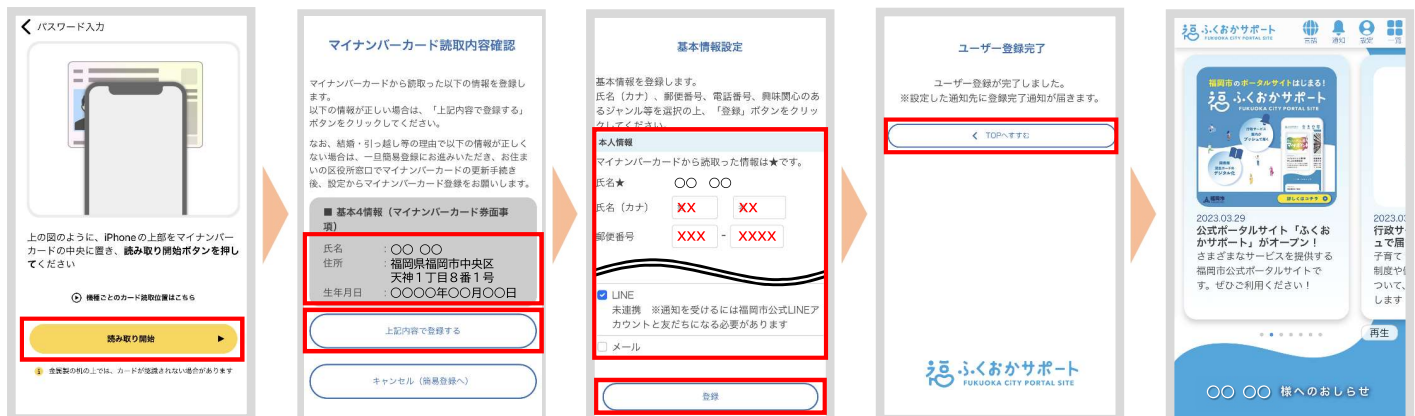 パスワード入力
上の図のように、iPhoneの上部をマイナンバー
カードの中央に置き、読み取り開始ボタンを押し
てください
機種ごとのカード読取位置はこちら
読み取り開始
金属製の机の上では、カードが認識されない場合があります
マイナンバーカード読取内容確認
マイナンバーカードから読取った以下の情報を登録し
ます。
以下の情報が正しい場合は、「上記内容で登録する」
ボタンをクリックしてください。
なお、結婚・引っ越し等の理由で以下の情報が正しく
ない場合は、一旦簡易登録にお進みいただき、お住ま
いの区役所窓口でマイナンバーカードの更新手続き
後、設定からマイナンバーカード登録をお願いします。
■ 基本4情報（マイナンバーカード券面事
項）
氏名 : 〇〇 〇〇
住所 : 福岡県福岡市中央区
天神１丁目８番１号
生年月日 : 〇〇〇〇年〇〇月〇〇日
上記内容で登録する
キャンセル（簡易登録へ）
基本情報設定
基本情報を登録します。
氏名（カナ）、郵便番号、電話番号、興味関心のあ
るジャンル等を選択の上、「登録」ボタンをクリッ
クしてください。
本人情報
マイナンバーカードから読取った情報は★です。
氏名★ 〇〇 〇〇
氏名（カナ） XX XX
郵便番号 XXX - XXXX
LINE
未連携 ※通知を受けるには福岡市公式LINEア
カウントと友だちになる必要があります
メール
登録
ユーザー登録完了
ユーザー登録が完了しました。
※設定した通知先に登録完了通知が届きます。
TOPへすすむ
ふくおかサポート
FUKUOKA CITY PORTAL SITE
ふくおかサポート
FUKUOKA CITY PORTAL SITE
言語 通知 設定 一覧
福岡市のポータルサイトはじまる！
ふくおかサポート
FUKUOKA CITY PORTAL SITE
福岡市
詳しくはコチラ
2023.03.29
公式ポータルサイト「ふくお
かサポート」がオープン！
さまざまなサービスを提供する
福岡市公式ポータルサイトで
す。ぜひご利用ください！
2023.03
行政サ
ュで届
子育て
制度や
ついて、
します
再生
〇〇 〇〇 様へのおしらせ